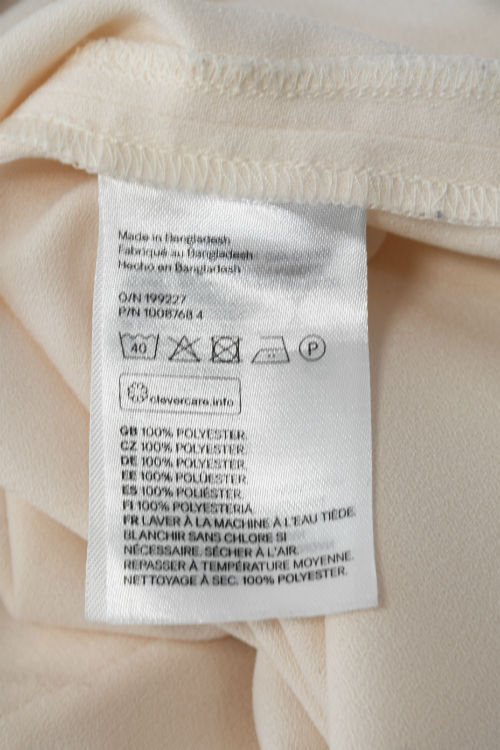 Made in Bangladesh
Fabriqué au Bangladesh
Hecho en Bangladesh
O/N 199227
P/N 1008768 4
40
P
clevercare.info
GB 100% POLYESTER.
CZ 100% POLYESTER.
DE 100% POLYESTER.
EE 100% POLÜESTER.
ES 100% POLIÉSTER.
FI 100% POLYESTERIA.
FR LAVER À LA MACHINE À L'EAU TIÈDE.
BLANCHIR SANS CHLORE SI
NÉCESSAIRE. SÉCHER À L'AIR.
REPASSER À TEMPÉRATURE MOYENNE.
NETTOYAGE À SEC. 100% POLYESTER.